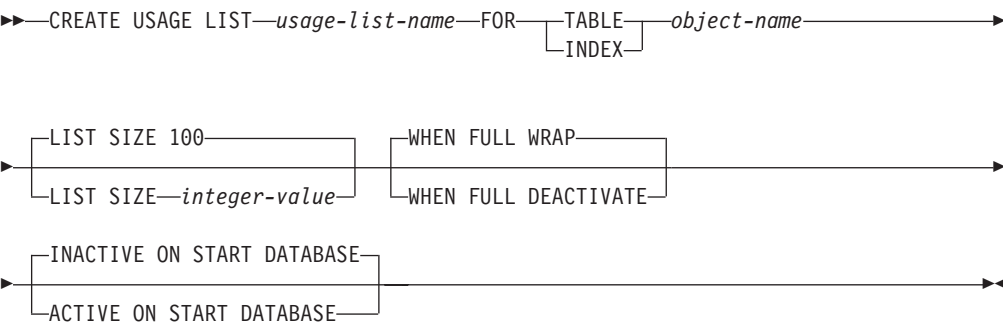 CREATE USAGE LIST usage-list-name FOR TABLE object-name
INDEX
LIST SIZE 100 WHEN FULL WRAP
LIST SIZE integer-value WHEN FULL DEACTIVATE
INACTIVE ON START DATABASE
ACTIVE ON START DATABASE